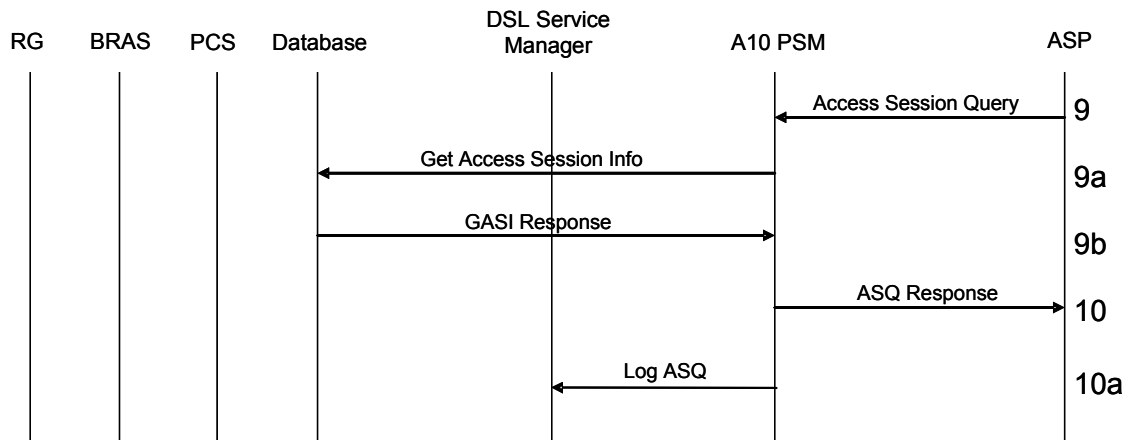 RG
BRAS
PCS
Database
DSL Service
Manager
A10 PSM
ASP
Access Session Query
9
Get Access Session Info
9a
GASI Response
9b
ASQ Response
10
Log ASQ
10a